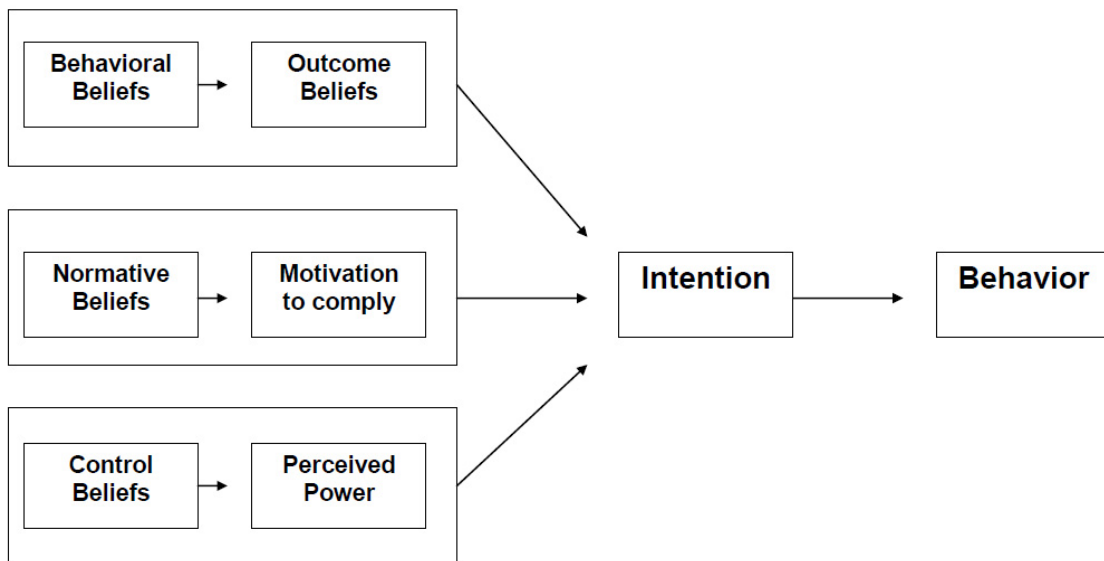 Behavioral
Beliefs
Outcome
Beliefs
Normative
Beliefs
Motivation
to comply
Intention
Behavior
Control
Beliefs
Perceived
Power